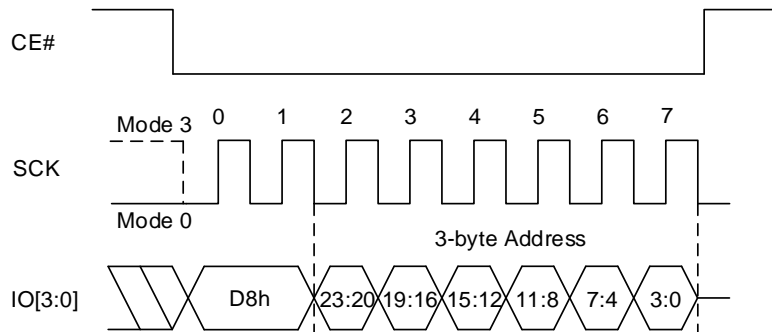 CE#
Mode 3
0 1 2 3 4 5 6 7
SCK
Mode 0
3-byte Address
IO[3:0]
D8h 23:20 19:16 15:12 11:8 7:4 3:0